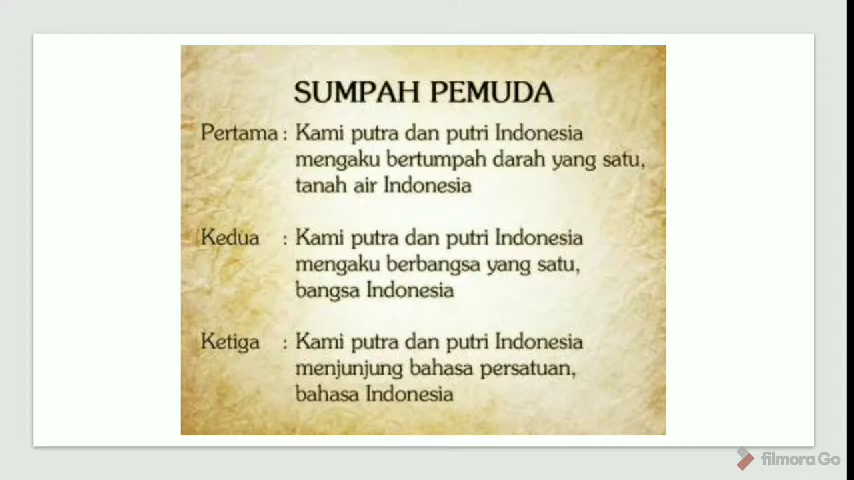 SUMPAH PEMUDA
Pertama : Kami putra dan putri Indonesia
mengaku bertumpah darah yang satu,
tanah air Indonesia
Kedua : Kami putra dan putri Indonesia
mengaku berbangsa yang satu,
bangsa Indonesia
Ketiga : Kami putra dan putri Indonesia
menjunjung bahasa persatuan,
bahasa Indonesia
filmora Go